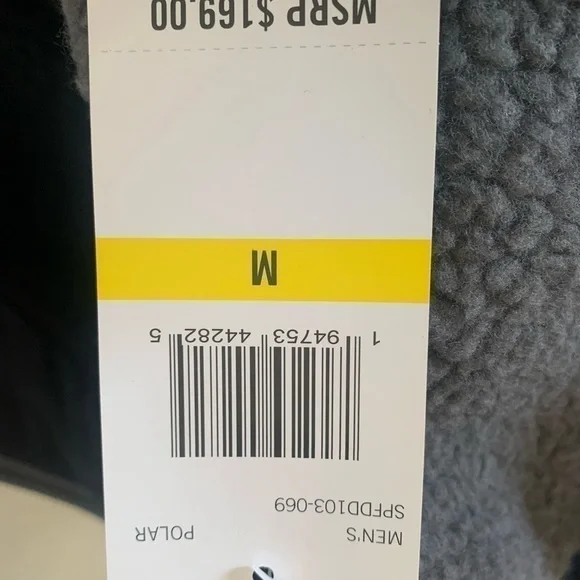 MEN'S POLAR
SPFDD103-069
1 94753 44282 5
M
MSRP $169.00